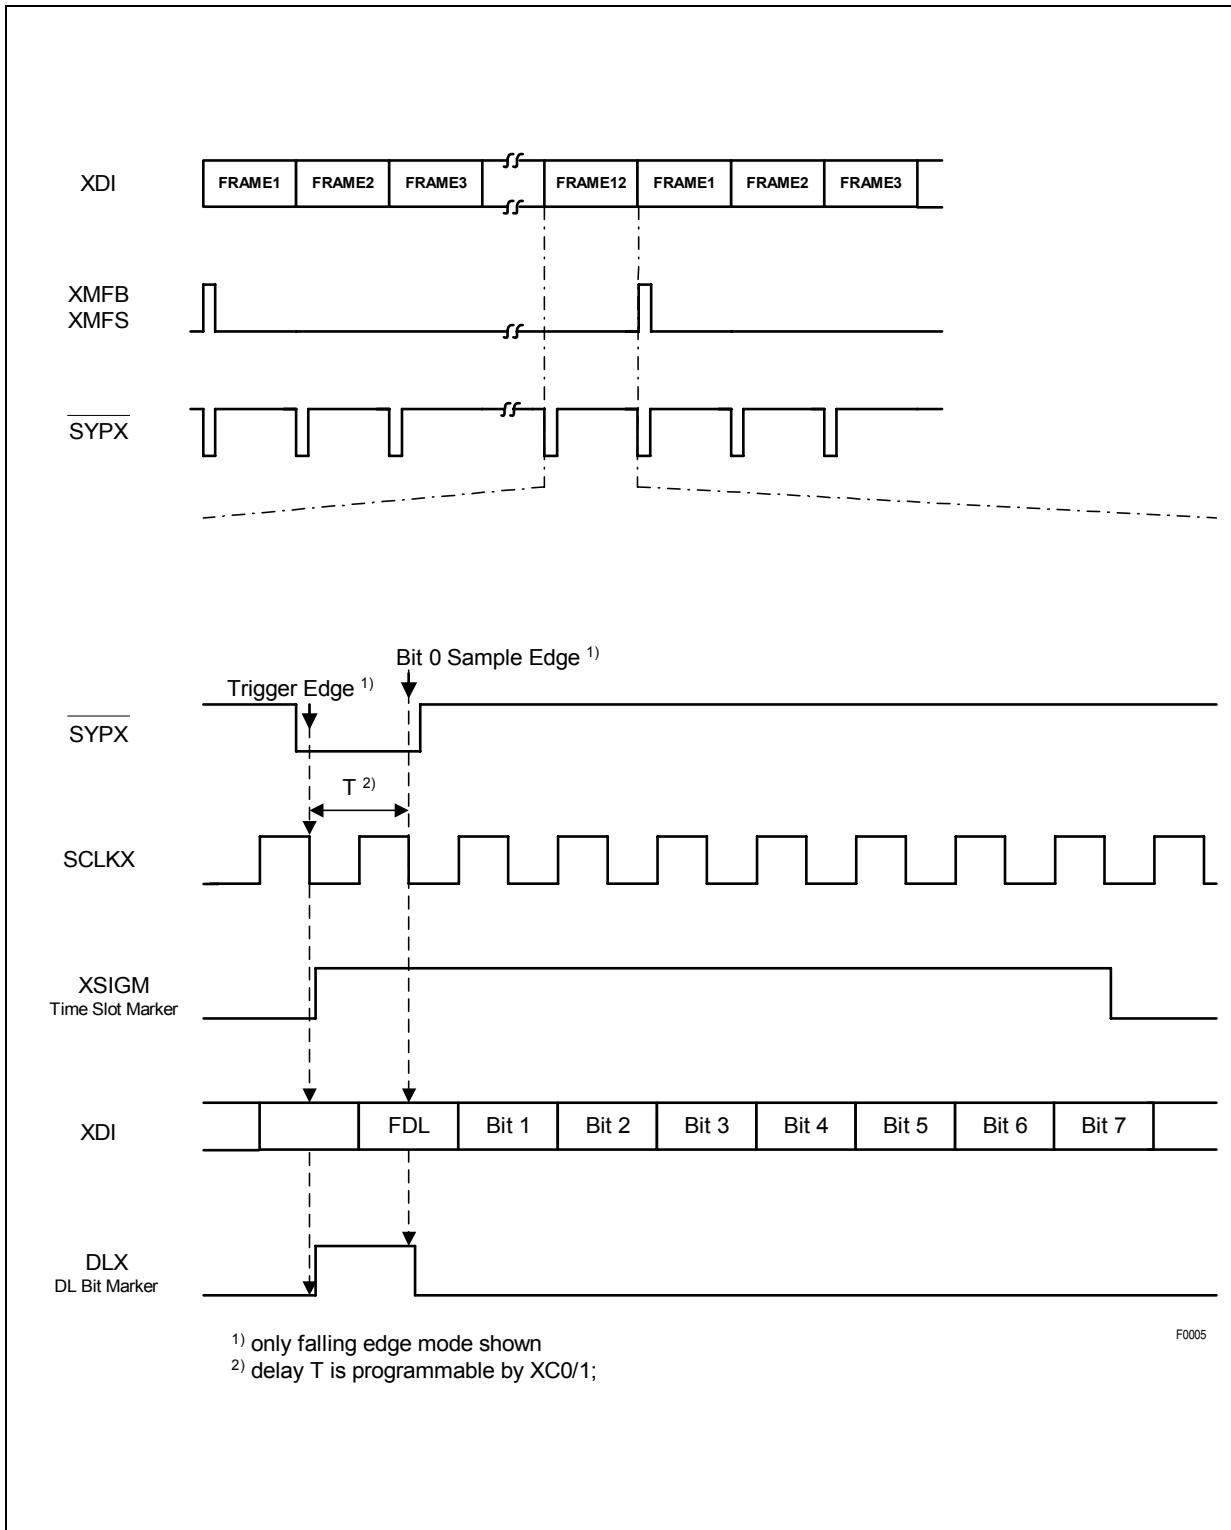 XDI
FRAME1 FRAME2 FRAME3 FRAME12 FRAME1 FRAME2 FRAME3
XMFB
XMFS
SYPX
Bit 0 Sample Edge 1)
Trigger Edge 1)
SYPX
T 2)
SCLKX
XSIGM
Time Slot Marker
XDI
FDL Bit 1 Bit 2 Bit 3 Bit 4 Bit 5 Bit 6 Bit 7
DLX
DL Bit Marker
1) only falling edge mode shown
2) delay T is programmable by XC0/1;
F0005